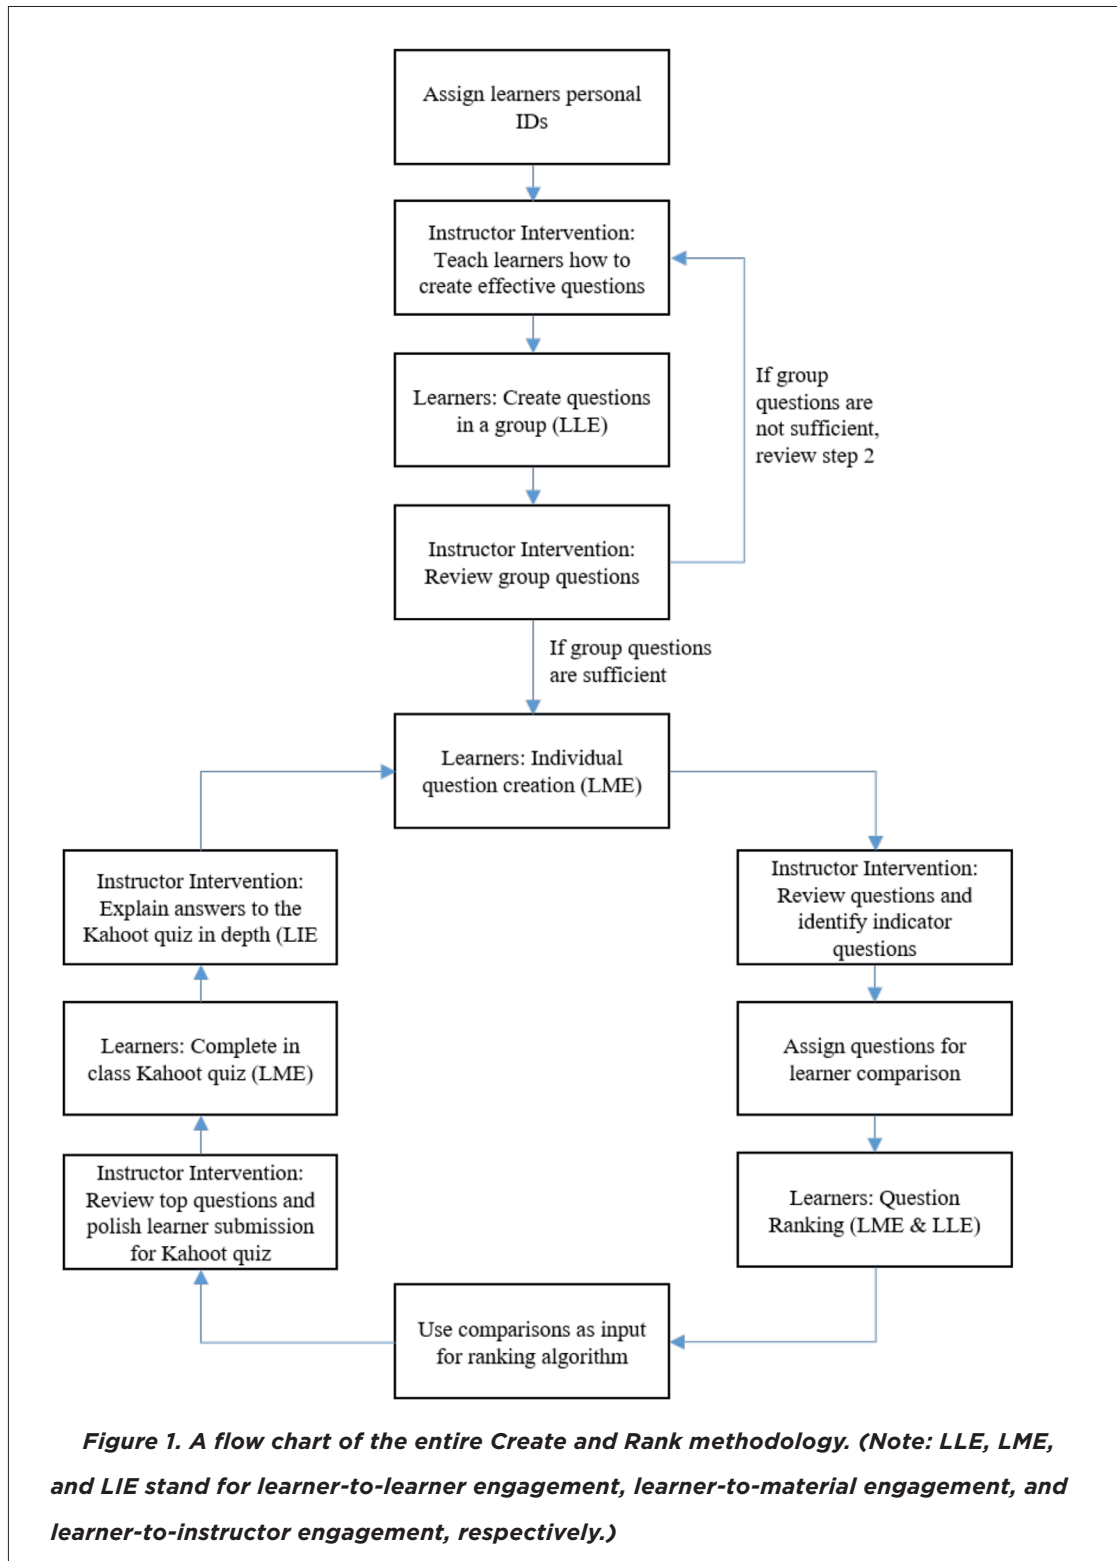 Assign learners personal
IDs
Instructor Intervention:
Teach learners how to
create effective questions
If group
questions are
not sufficient,
review step 2
Learners: Create questions
in a group (LLE)
Instructor Intervention:
Review group questions
If group questions
are sufficient
Learners: Individual
question creation (LME)
Instructor Intervention:
Review questions and
identify indicator
questions
Assign questions for
learner comparison
Learners: Question
Ranking (LME & LLE)
Use comparisons as input
for ranking algorithm
Instructor Intervention:
Review top questions and
polish learner submission
for Kahoot quiz
Learners: Complete in
class Kahoot quiz (LME)
Instructor Intervention:
Explain answers to the
Kahoot quiz in depth (LIE
Figure 1. A flow chart of the entire Create and Rank methodology. (Note: LLE, LME,
and LIE stand for learner-to-learner engagement, learner-to-material engagement, and
learner-to-instructor engagement, respectively.)